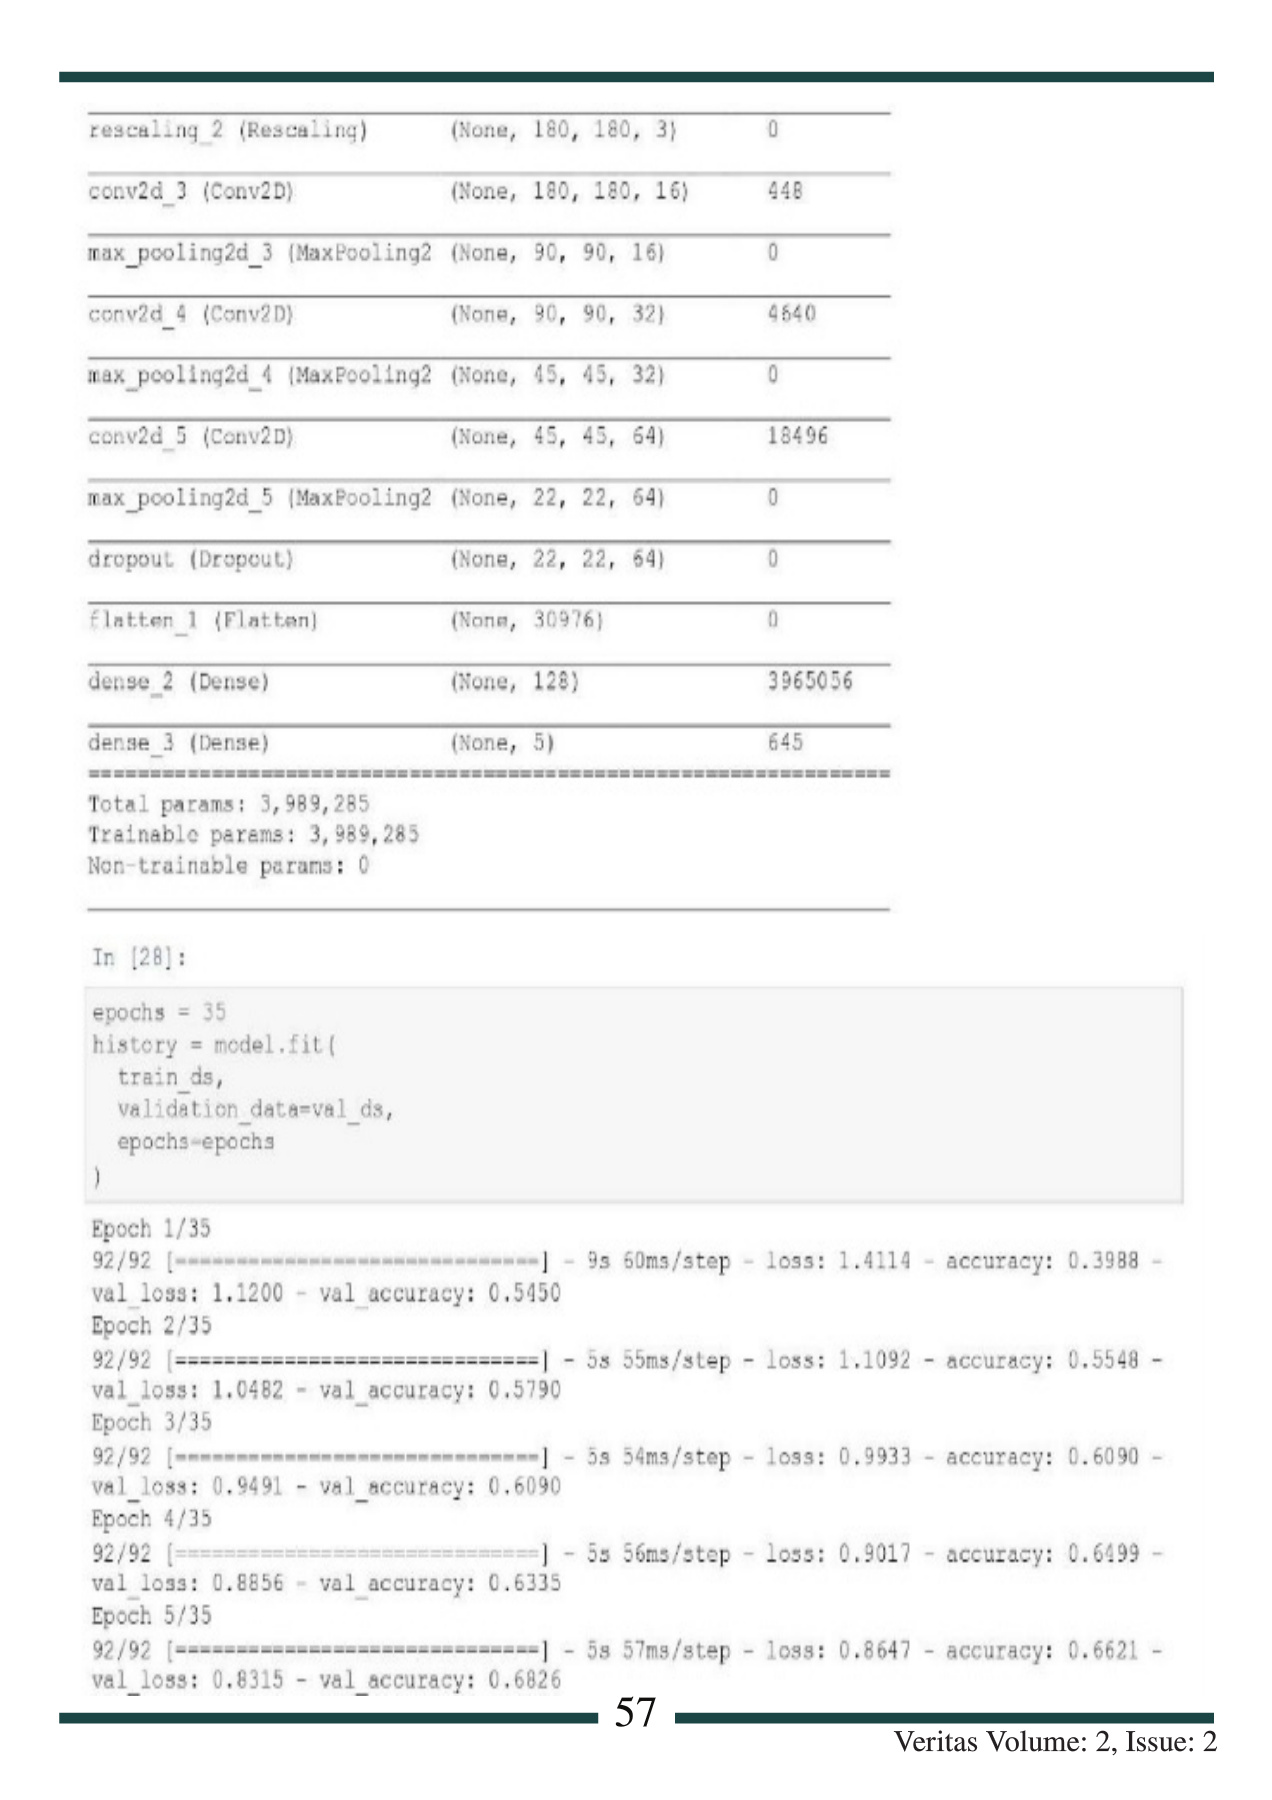 rescaling_2 (Rescaling) (None, 180, 180, 3) 0
conv2d_3 (Conv2D) (None, 180, 180, 16) 448
max_pooling2d_3 (MaxPooling2 (None, 90, 90, 16) 0
conv2d_4 (Conv2D) (None, 90, 90, 32) 4640
max_pooling2d_4 (MaxPooling2 (None, 45, 45, 32) 0
conv2d_5 (Conv2D) (None, 45, 45, 64) 18496
max_pooling2d_5 (MaxPooling2 (None, 22, 22, 64) 0
dropout (Dropout) (None, 22, 22, 64) 0
flatten_1 (Flatten) (None, 30976) 0
dense_2 (Dense) (None, 128) 3965056
dense_3 (Dense) (None, 5) 645
=================================================================
Total params: 3,989,285
Trainable params: 3,989,285
Non-trainable params: 0
In [28]:
epochs = 35
history = model.fit(
train_ds,
validation_data=val_ds,
epochs=epochs
)
Epoch 1/35
92/92 [==============================] - 9s 60ms/step - loss: 1.4114 - accuracy: 0.3988 -
val_loss: 1.1200 - val_accuracy: 0.5450
Epoch 2/35
92/92 [==============================] - 5s 55ms/step - loss: 1.1092 - accuracy: 0.5548 -
val_loss: 1.0482 - val_accuracy: 0.5790
Epoch 3/35
92/92 [==============================] - 5s 54ms/step - loss: 0.9933 - accuracy: 0.6090 -
val_loss: 0.9491 - val_accuracy: 0.6090
Epoch 4/35
92/92 [==============================] - 5s 56ms/step - loss: 0.9017 - accuracy: 0.6499 -
val_loss: 0.8856 - val_accuracy: 0.6335
Epoch 5/35
92/92 [==============================] - 5s 57ms/step - loss: 0.8647 - accuracy: 0.6621 -
val_loss: 0.8315 - val_accuracy: 0.6826
57
Veritas Volume: 2, Issue: 2